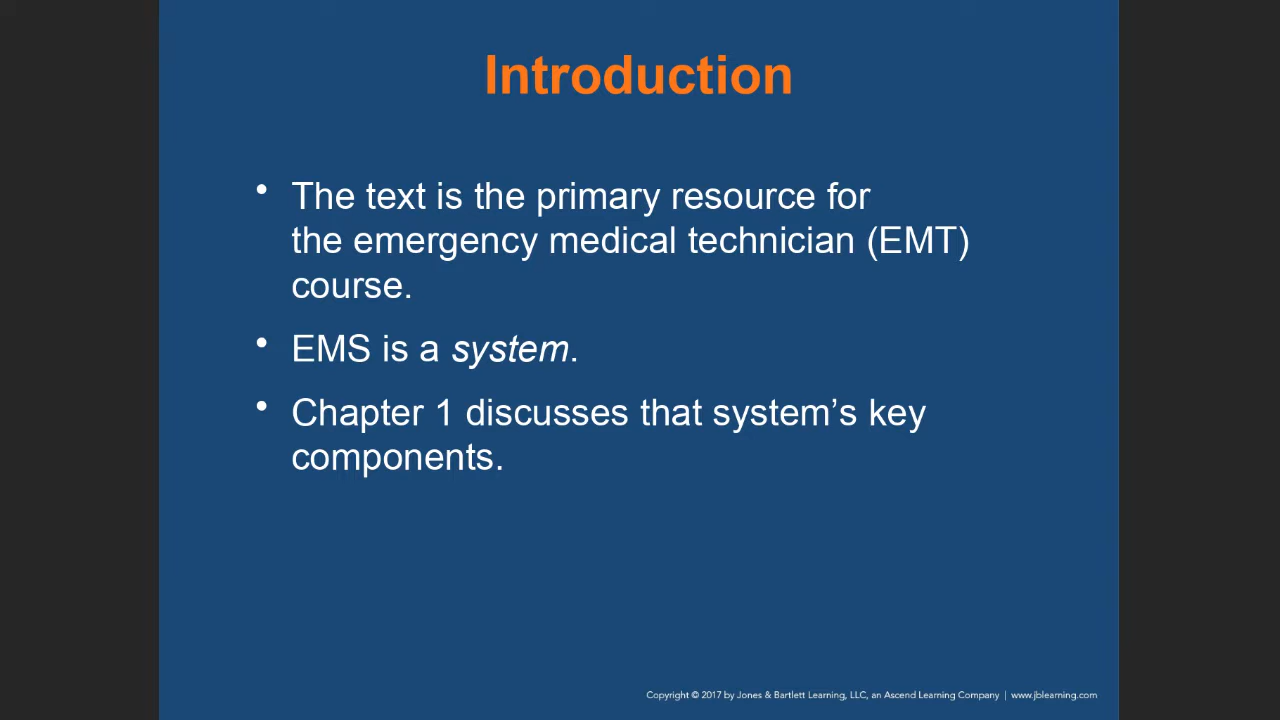 Introduction
• The text is the primary resource for
the emergency medical technician (EMT)
course.
• EMS is a system.
• Chapter 1 discusses that system’s key
components.
Copyright © 2017 by Jones & Bartlett Learning, LLC, an Ascend Learning Company | www.jblearning.com